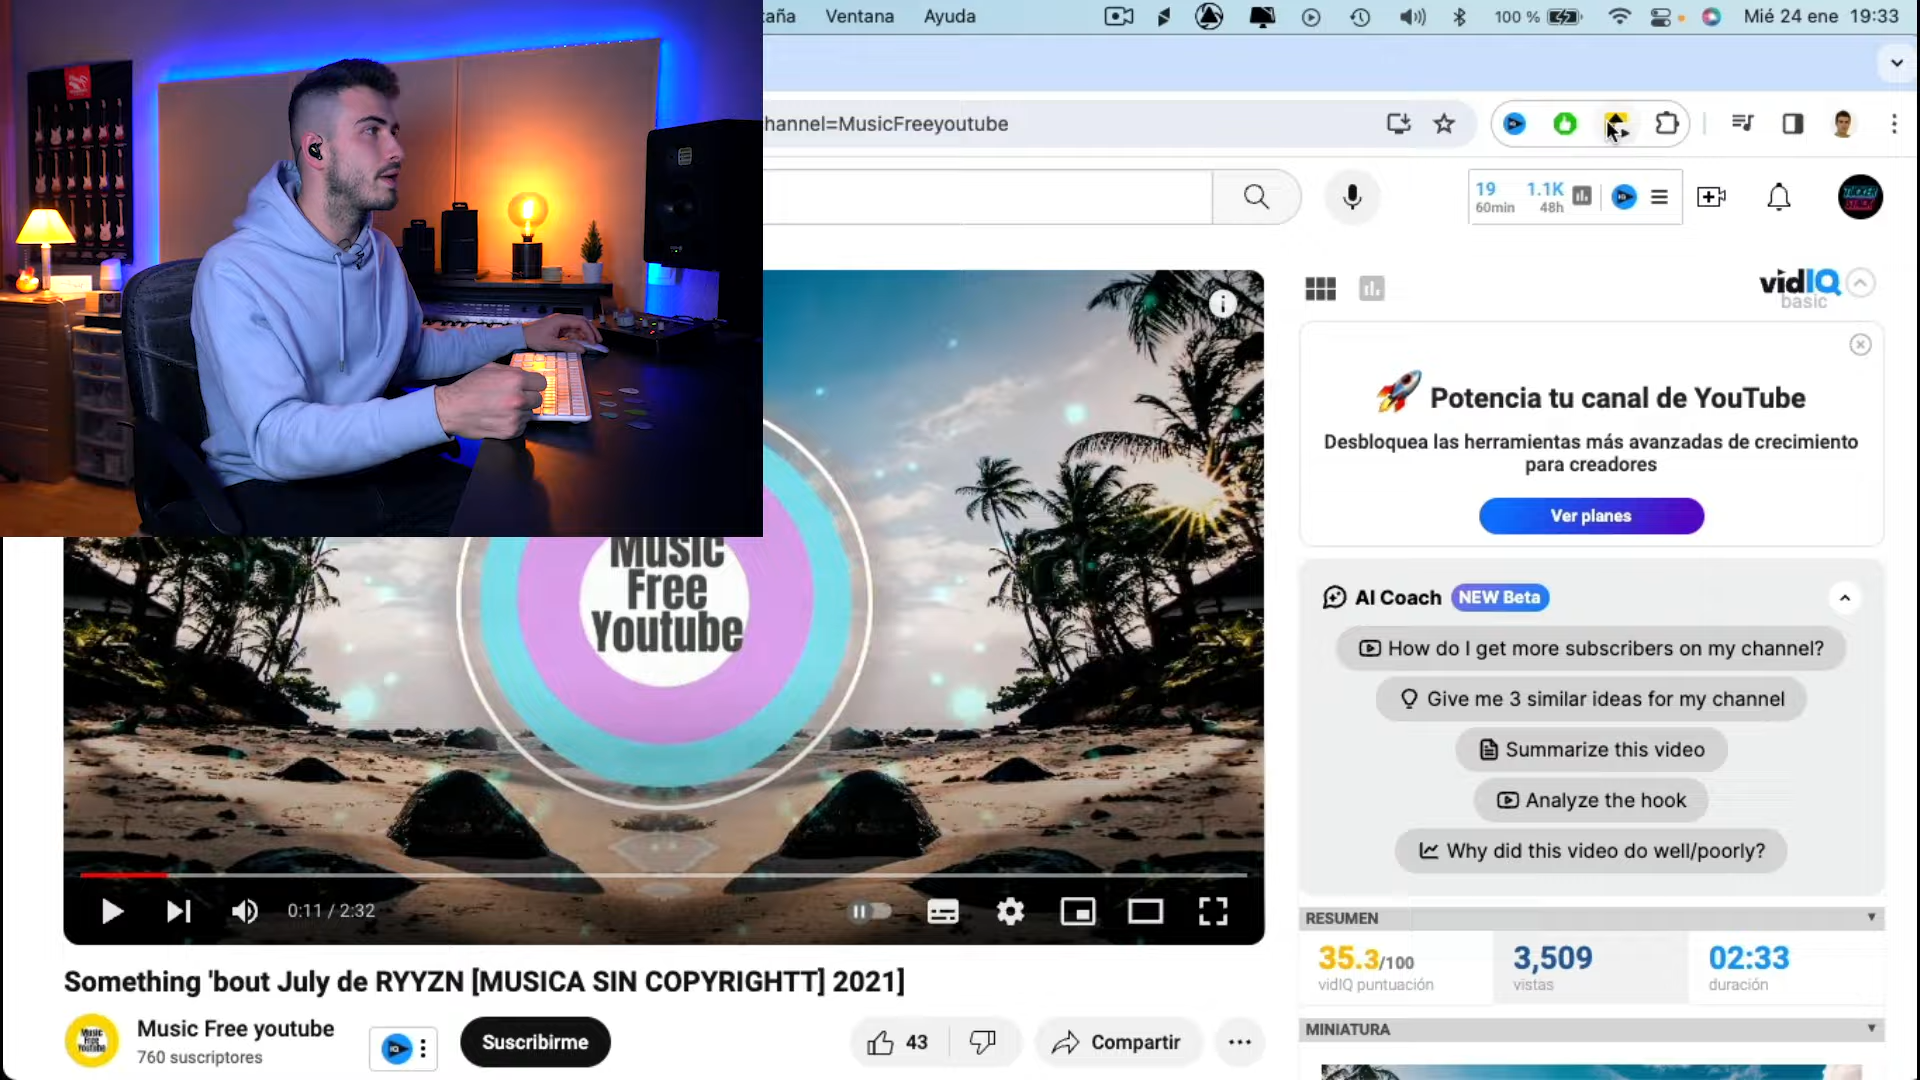 Ventana
Ayuda
100 %
Mié 24 ene 19:33
hannel=MusicFreeyoutube
19
60min
1.1K
48h
vidIQ
basic
Potencia tu canal de YouTube
Desbloquea las herramientas más avanzadas de crecimiento
para creadores
Ver planes
Music
Free
Youtube
AI Coach NEW Beta
How do I get more subscribers on my channel?
Give me 3 similar ideas for my channel
Summarize this video
Analyze the hook
Why did this video do well/poorly?
0:11 / 2:32
RESUMEN
35.3/100
vidIQ puntuación
3,509
vistas
02:33
duración
MINIATURA
Something 'bout July de RYYZN [MUSICA SIN COPYRIGHTT] 2021]
Music
Free
Youtube
Music Free youtube
760 suscriptores
Suscribirme
43
Compartir